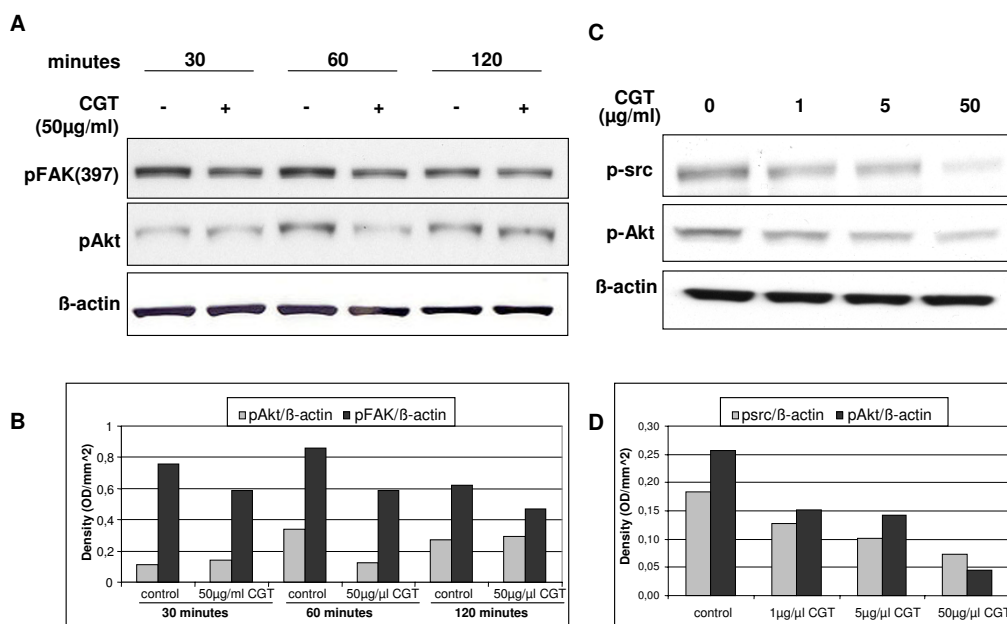 A
minutes 30 60 120
CGT - + - + - +
(50µg/ml)
pFAK(397)
pAkt
ß-actin
B
pAkt/ß-actin pFAK/ß-actin
Density (OD/mm^2)
1
0,8
0,6
0,4
0,2
0
control 50µg/ml CGT control 50µg/µl CGT control 50µg/µl CGT
30 minutes 60 minutes 120 minutes
C
CGT 0 1 5 50
(µg/ml)
p-src
p-Akt
ß-actin
D
psrc/ß-actin pAkt/ß-actin
Density (OD/mm^2)
0,30
0,25
0,20
0,15
0,10
0,05
0,00
control 1µg/µl CGT 5µg/µl CGT 50µg/µl CGT